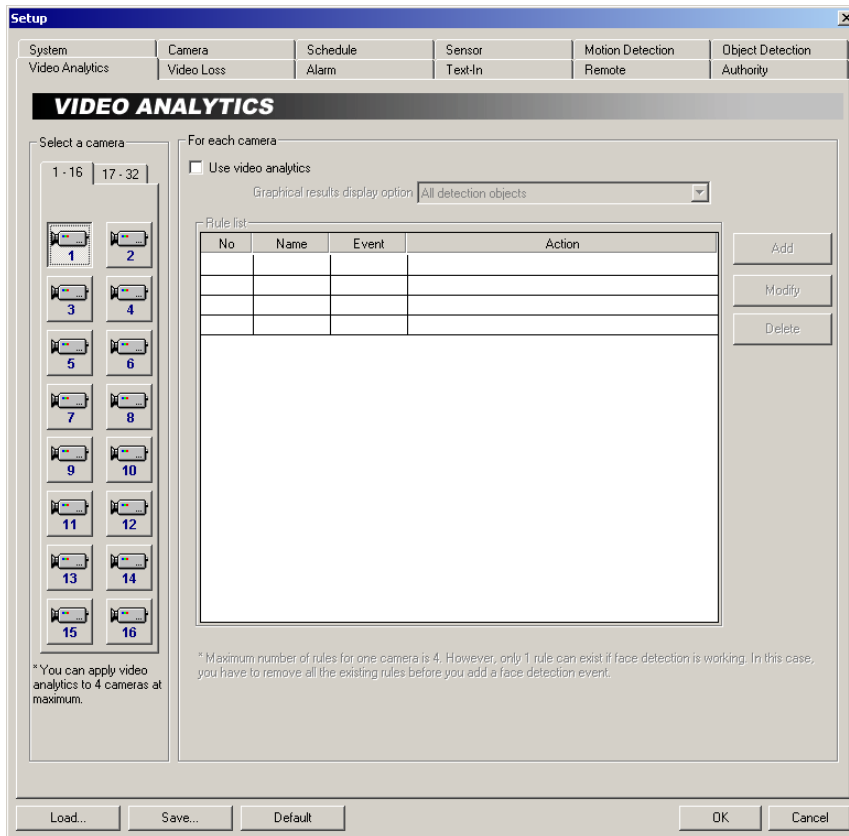 Setup
System Camera Schedule Sensor Motion Detection Object Detection
Video Analytics Video Loss Alarm Text-In Remote Authority
VIDEO ANALYTICS
Select a camera
1 - 16 17 - 32
1 2
3 4
5 6
7 8
9 10
11 12
13 14
15 16
* You can apply video
analytics to 4 cameras at
maximum.
For each camera
Use video analytics
Graphical results display option All detection objects
Rule list
No Name Event Action
Add
Modify
Delete
* Maximum number of rules for one camera is 4. However, only 1 rule can exist if face detection is working. In this case,
you have to remove all the existing rules before you add a face detection event.
Load... Save... Default OK Cancel